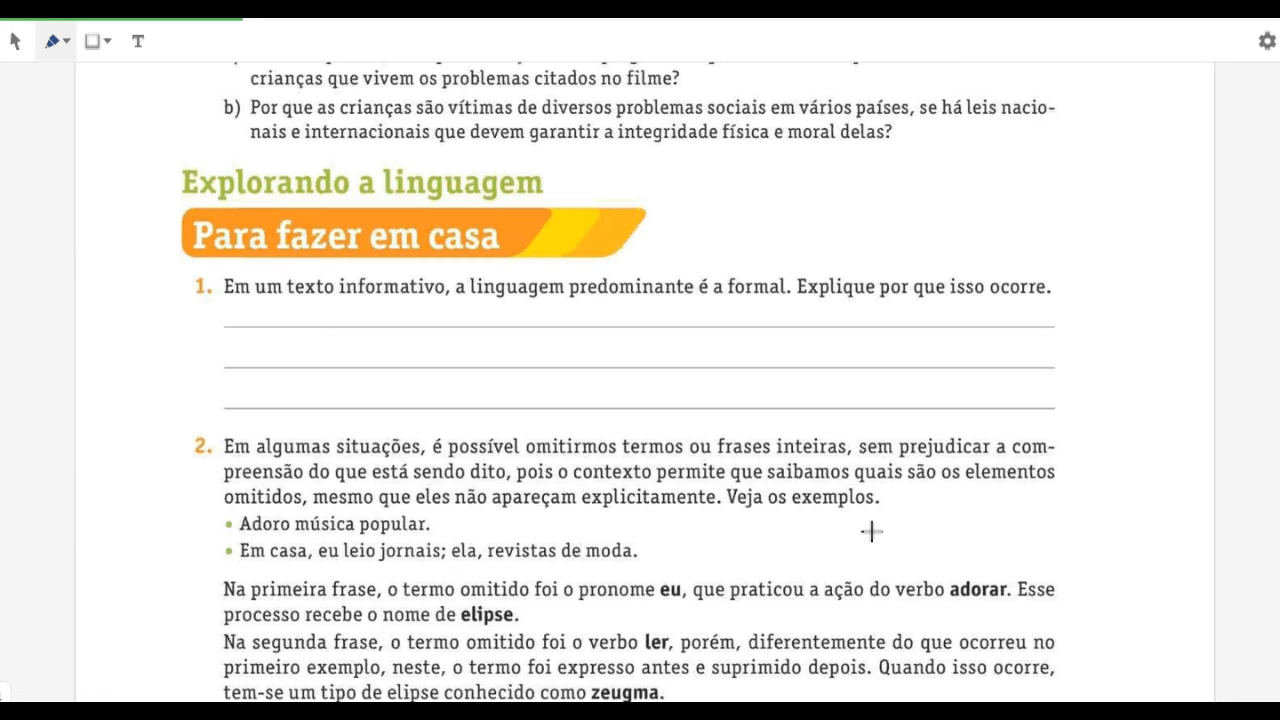 crianças que vivem os problemas citados no filme?
b) Por que as crianças são vítimas de diversos problemas sociais em vários países, se há leis nacio-
nais e internacionais que devem garantir a integridade física e moral delas?
Explorando a linguagem
Para fazer em casa
1. Em um texto informativo, a linguagem predominante é a formal. Explique por que isso ocorre.
2. Em algumas situações, é possível omitirmos termos ou frases inteiras, sem prejudicar a com-
preensão do que está sendo dito, pois o contexto permite que saibamos quais são os elementos
omitidos, mesmo que eles não apareçam explicitamente. Veja os exemplos.
• Adoro música popular.
• Em casa, eu leio jornais; ela, revistas de moda.
Na primeira frase, o termo omitido foi o pronome eu, que praticou a ação do verbo adorar. Esse
processo recebe o nome de elipse.
Na segunda frase, o termo omitido foi o verbo ler, porém, diferentemente do que ocorreu no
primeiro exemplo, neste, o termo foi expresso antes e suprimido depois. Quando isso ocorre,
tem-se um tipo de elipse conhecido como zeugma.